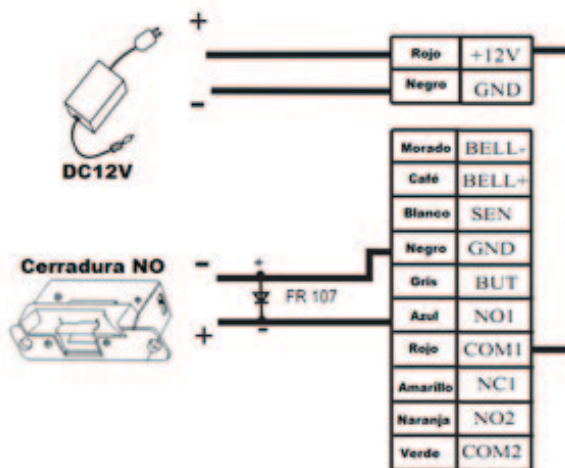 +
Rojo +12V
Negro GND
-
DC12V
Morado BELL-
Café BELL+
Blanco SEN
Negro GND
Gris BUT
Azul NO1
Rojo COM1
Amarillo NC1
Naranja NO2
Verde COM2
Cerradura NO
-
+
FR 107
+
-